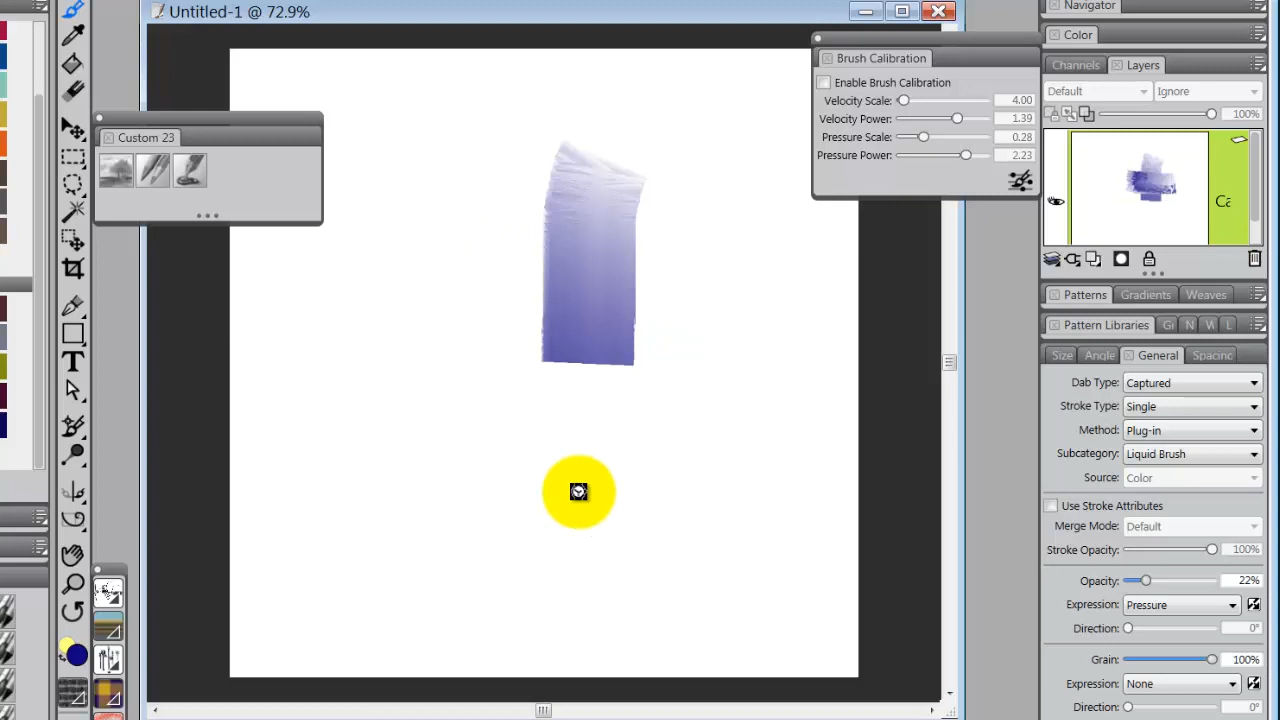 Untitled-1 @ 72.9%
Navigator
Color
Channels
Layers
Default
Ignore
100%
Ca
Brush Calibration
Enable Brush Calibration
Velocity Scale: 4.00
Velocity Power: 1.39
Pressure Scale: 0.28
Pressure Power: 2.23
Custom 23
Patterns
Gradients
Weaves
Pattern Libraries
N
W
L
Size
Angle
General
Spacing
Dab Type: Captured
Stroke Type: Single
Method: Plug-in
Subcategory: Liquid Brush
Source: Color
Use Stroke Attributes
Merge Mode: Default
Stroke Opacity: 100%
Opacity: 22%
Expression: Pressure
Direction: 0°
Grain: 100%
Expression: None
Direction: 0°
T